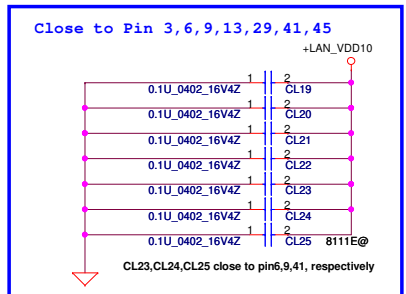 Close to Pin 3,6,9,13,29,41,45
+LAN_VDD10
1 2
0.1U_0402_16V4Z CL19
1 2
0.1U_0402_16V4Z CL20
1 2
0.1U_0402_16V4Z CL21
1 2
0.1U_0402_16V4Z CL22
1 2
0.1U_0402_16V4Z CL23
1 2
0.1U_0402_16V4Z CL24
1 2
0.1U_0402_16V4Z CL25 8111E@
CL23,CL24,CL25 close to pin6,9,41, respectively